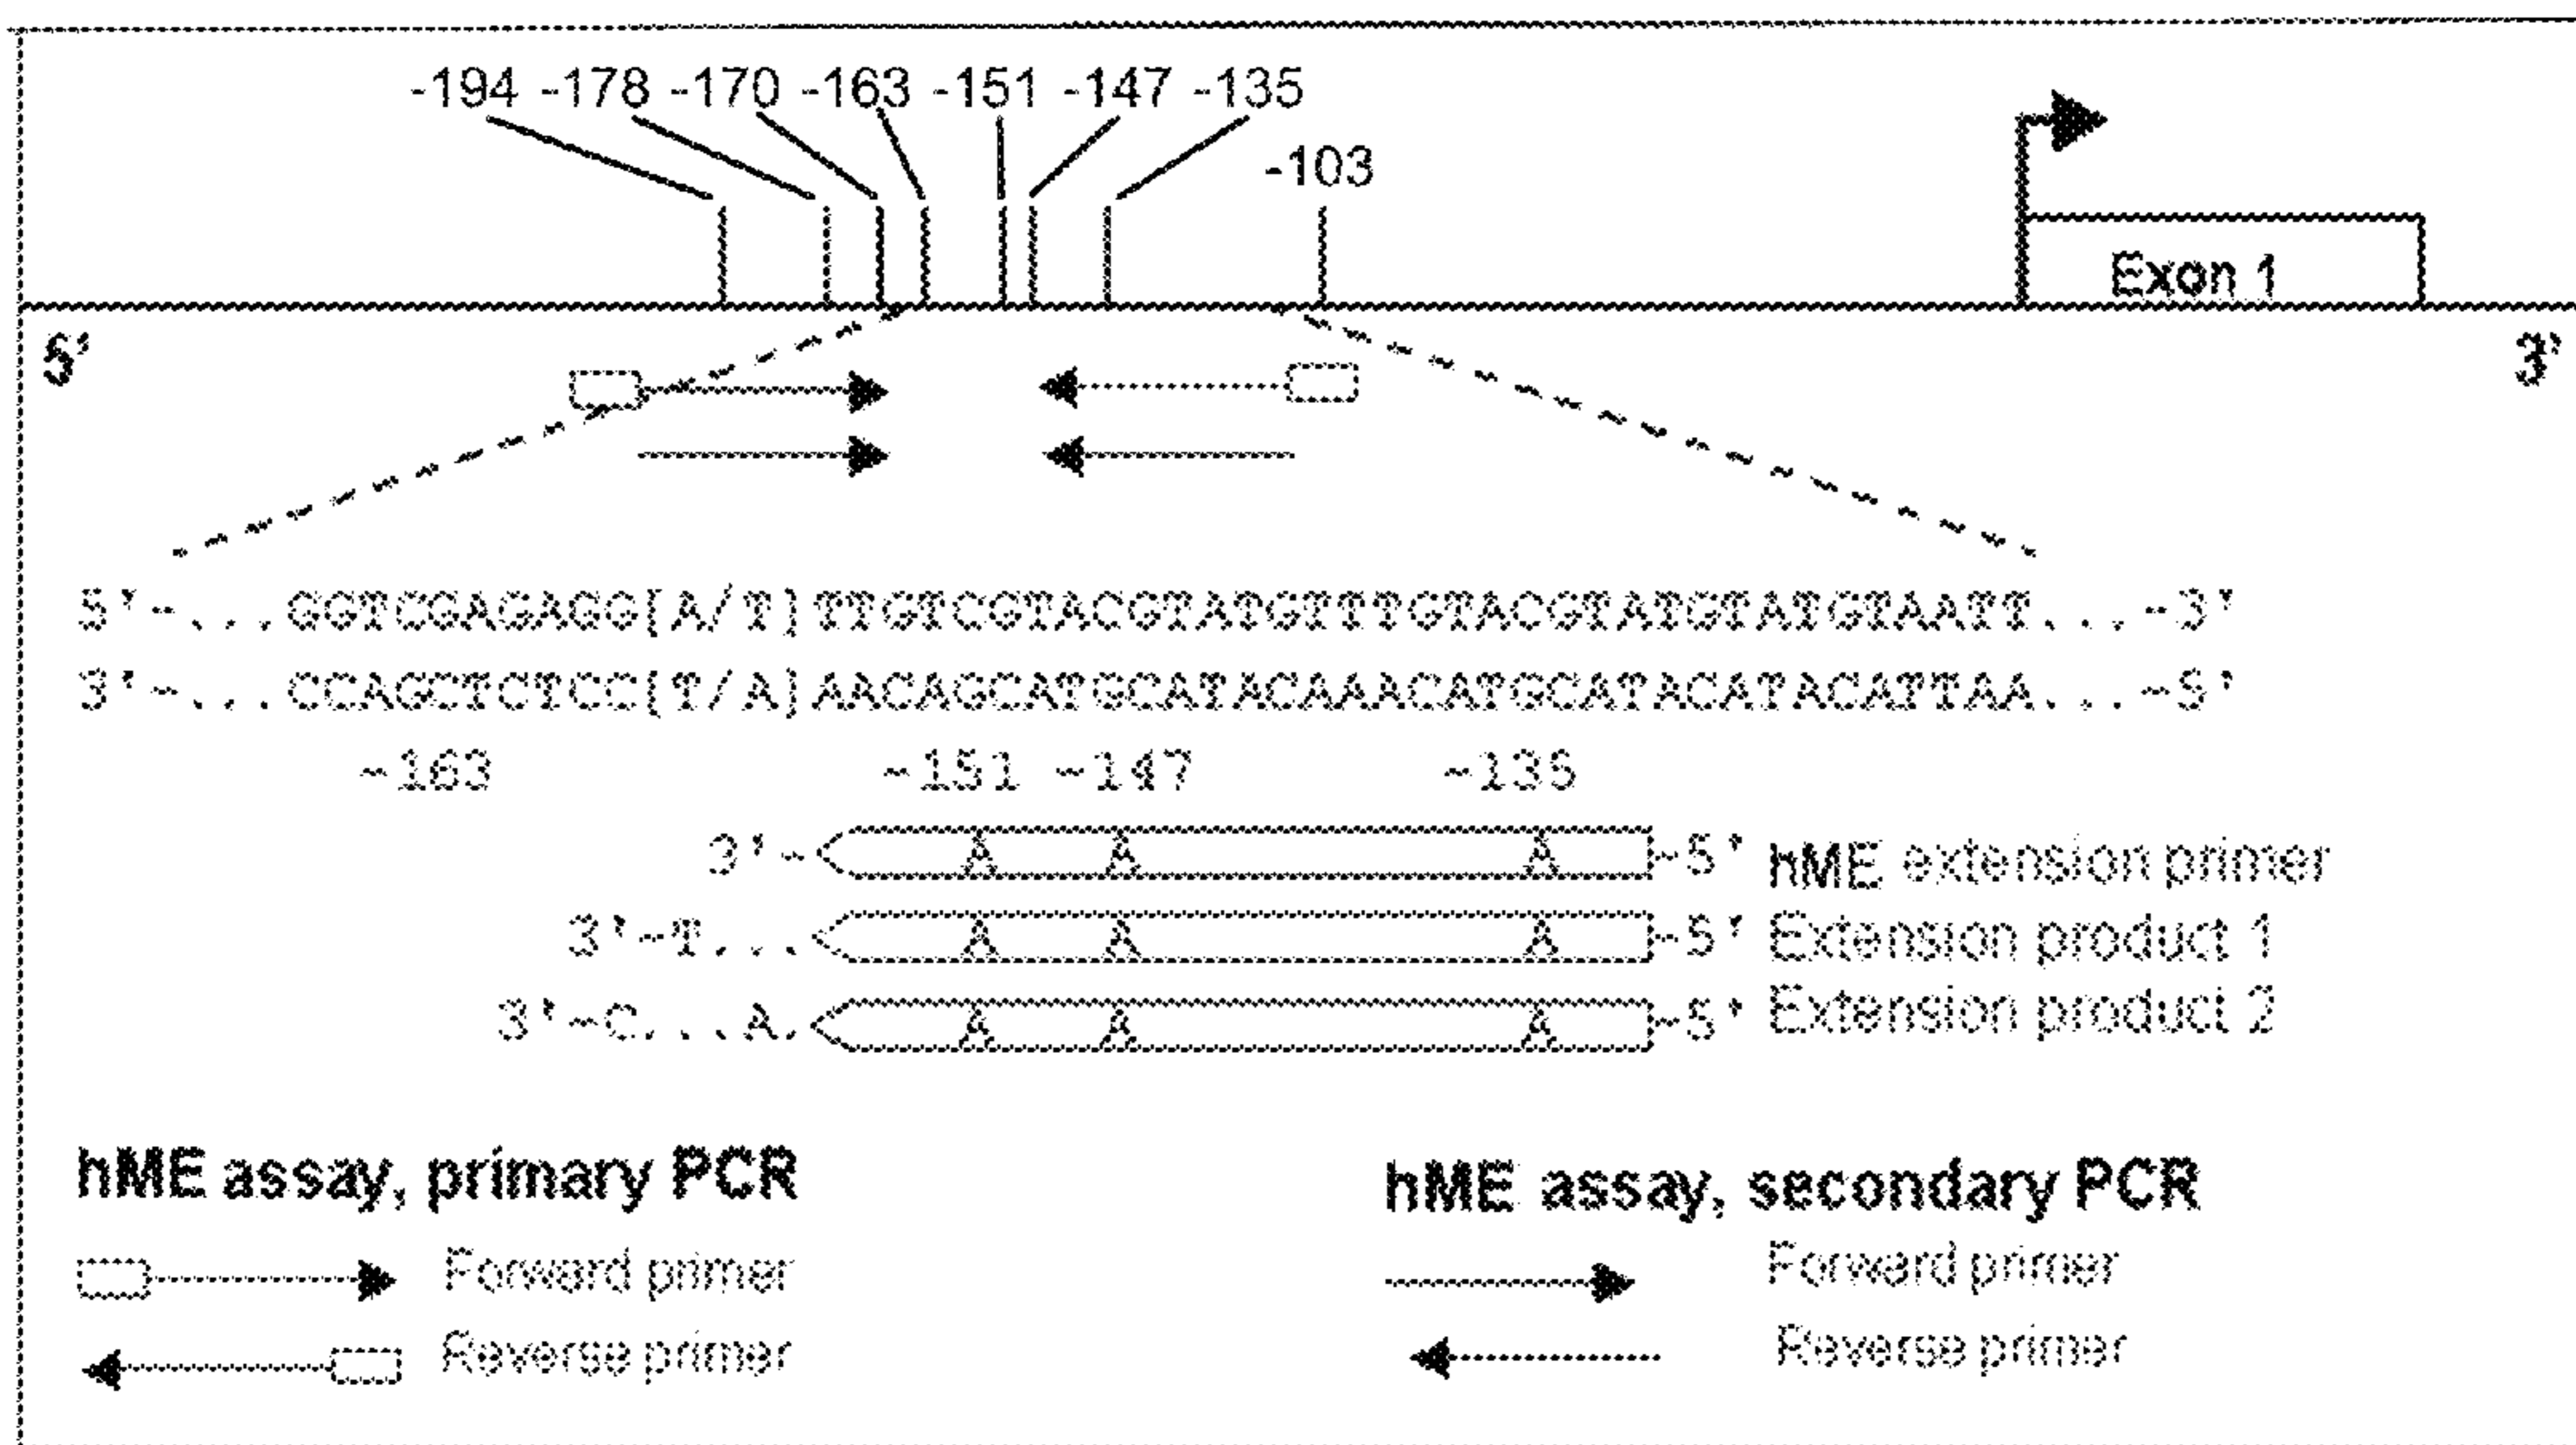 -194 -178 -170 -163 -151 -147 -135
-103
Exon 1
5' 3'
5'-...GGTCGAGAGG[A/T]TTGTCGTACGTATGTTTGTACGTATGTATGTAATT...-3'
3'-...CCAGCTCTCC[T/A]AACAGCATGCATACAAACATGCATACATACATTAA...-5'
-163 -151 -147 -135
3'- A A A -5' hME extension primer
3'-T... A A A -5' Extension product 1
3'-C...A. A A A -5' Extension product 2
hME assay, primary PCR hME assay, secondary PCR
Forward primer Forward primer
Reverse primer Reverse primer